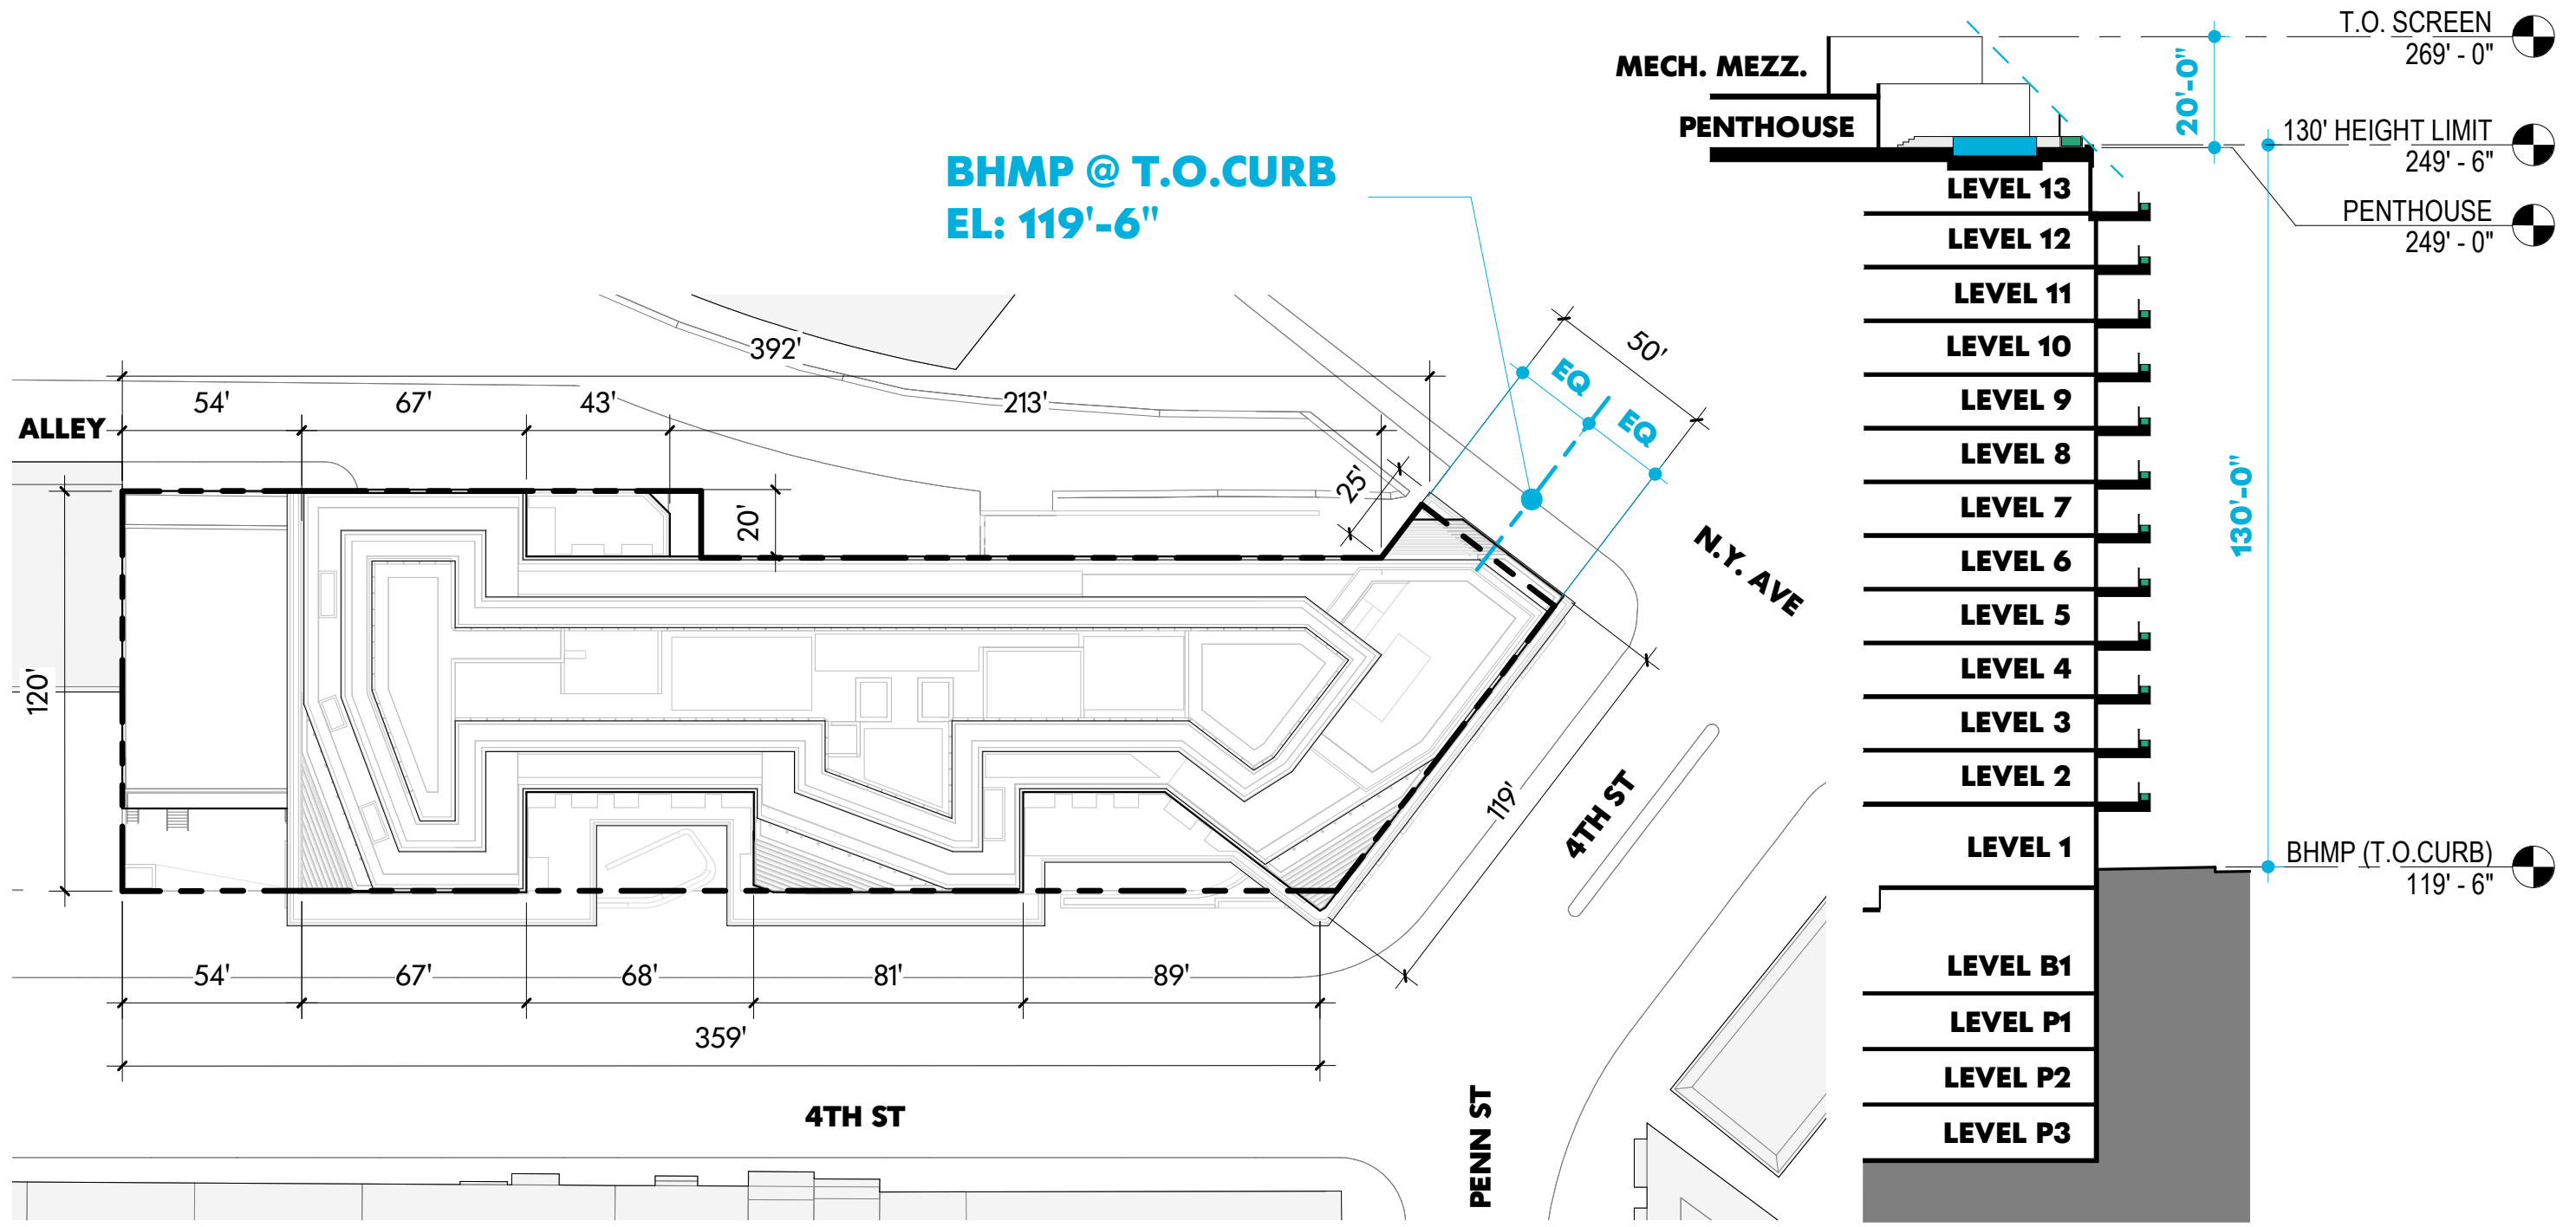 BHMP @ T.O.CURB
EL: 119'-6"
392'
54'
67'
43'
213'
ALLEY
50'
EQ
EQ
25'
20'
120'
N.Y. AVE
119'
4TH ST
54'
67'
68'
81'
89'
359'
4TH ST
PENN ST
MECH. MEZZ.
PENTHOUSE
LEVEL 13
LEVEL 12
LEVEL 11
LEVEL 10
LEVEL 9
LEVEL 8
LEVEL 7
LEVEL 6
LEVEL 5
LEVEL 4
LEVEL 3
LEVEL 2
LEVEL 1
LEVEL B1
LEVEL P1
LEVEL P2
LEVEL P3
20'-0"
130'-0"
T.O. SCREEN
269' - 0"
130' HEIGHT LIMIT
249' - 6"
PENTHOUSE
249' - 0"
BHMP (T.O.CURB)
119' - 6"